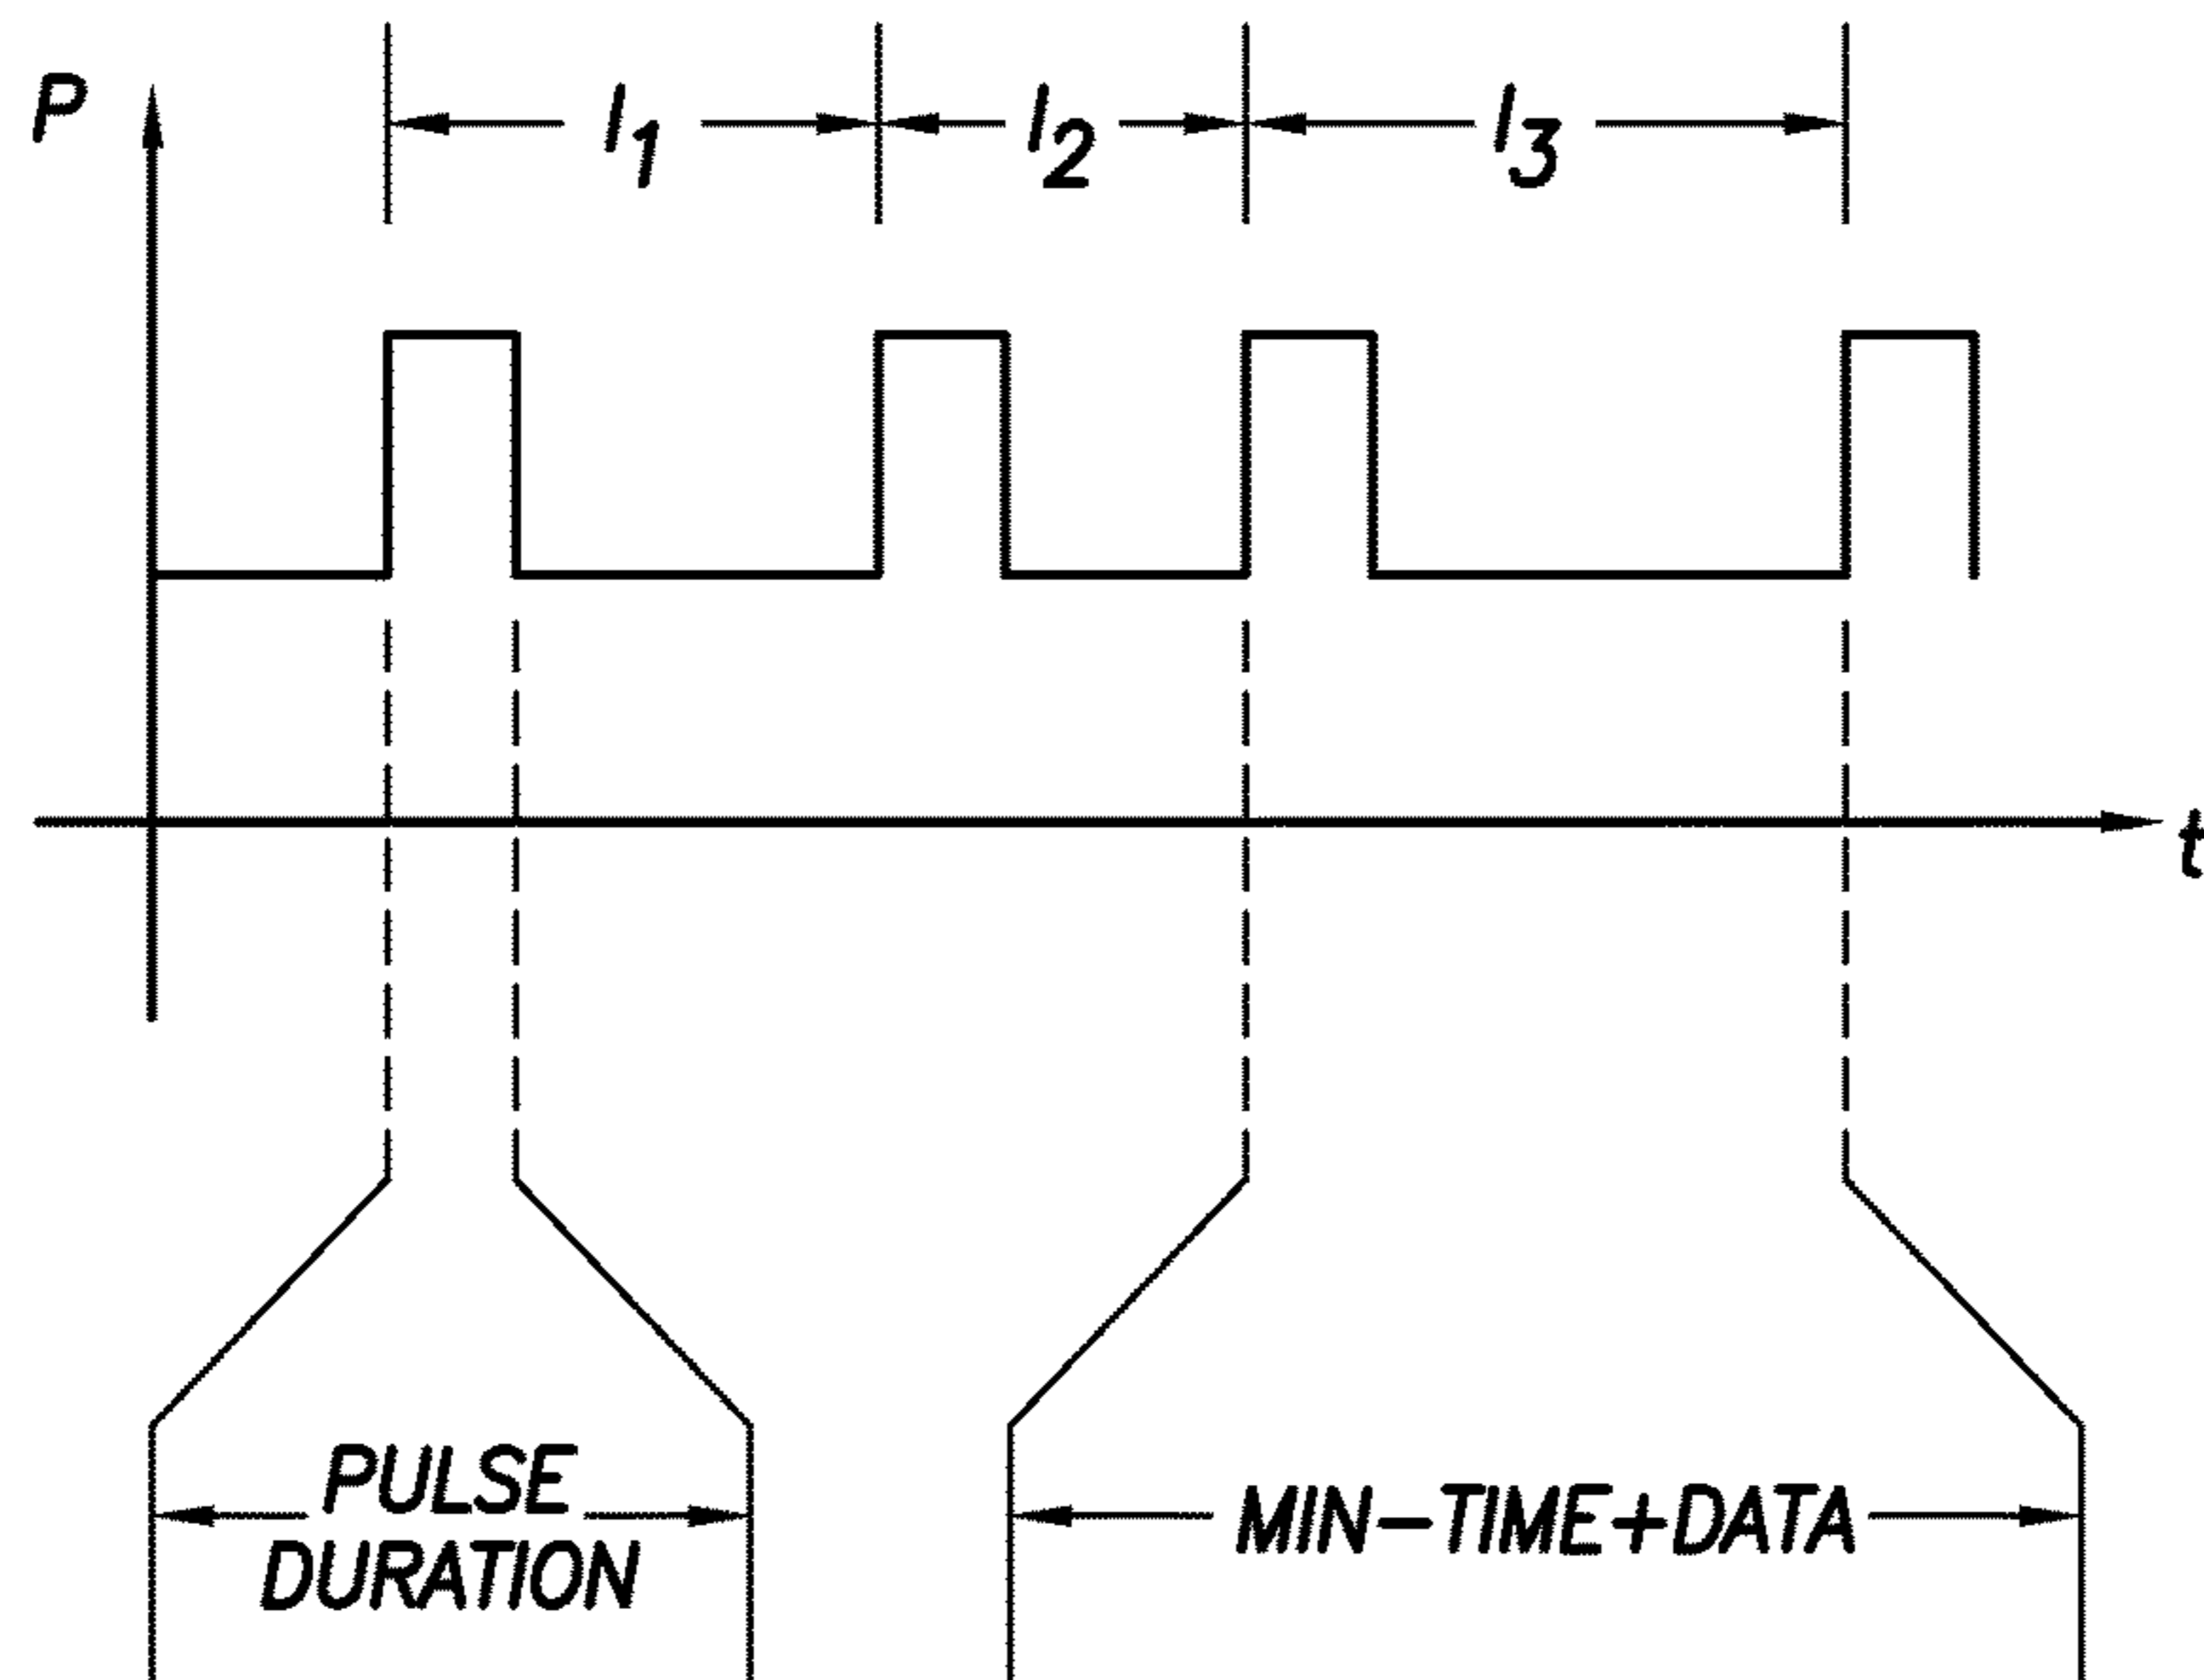 P
I1 I2 I3
t
PULSE
DURATION
MIN-TIME+DATA